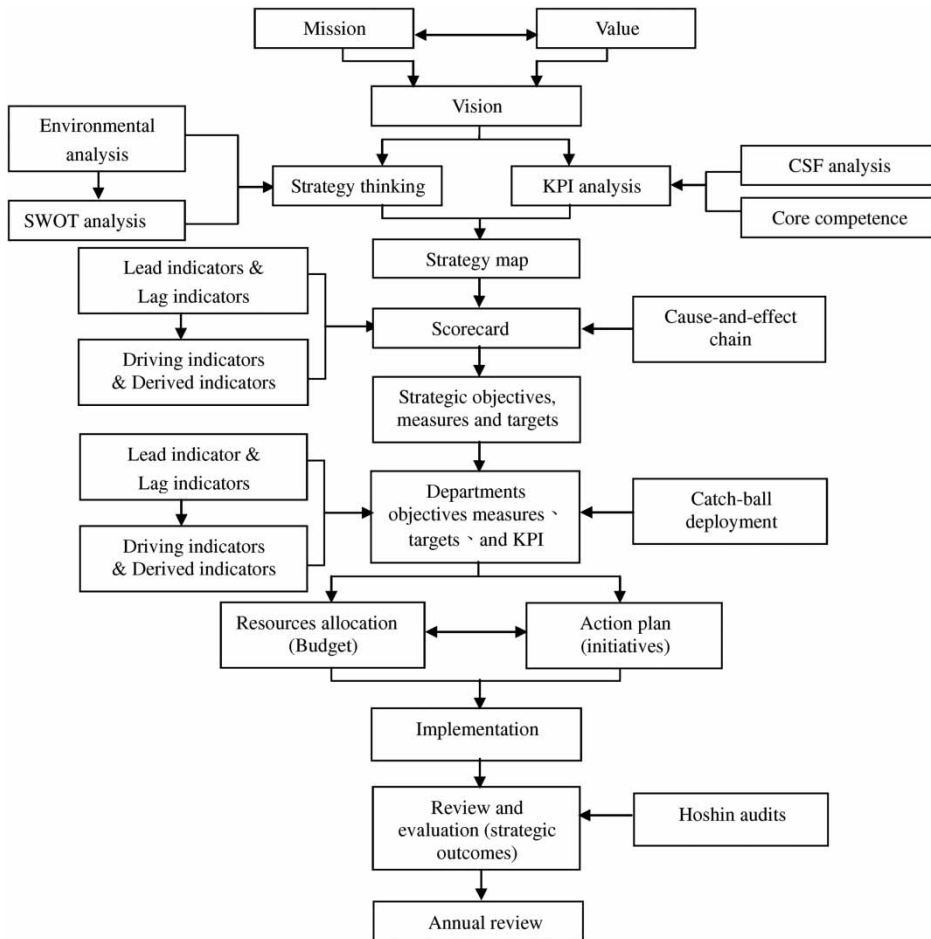 Mission
Value
Vision
Environmental
analysis
SWOT analysis
Strategy thinking
KPI analysis
CSF analysis
Core competence
Strategy map
Lead indicators &
Lag indicators
Driving indicators
& Derived indicators
Scorecard
Cause-and-effect
chain
Strategic objectives,
measures and targets
Lead indicator &
Lag indicators
Driving indicators
& Derived indicators
Departments
objectives measures、
targets、and KPI
Catch-ball
deployment
Resources allocation
(Budget)
Action plan
(initiatives)
Implementation
Review and
evaluation (strategic
outcomes)
Hoshin audits
Annual review